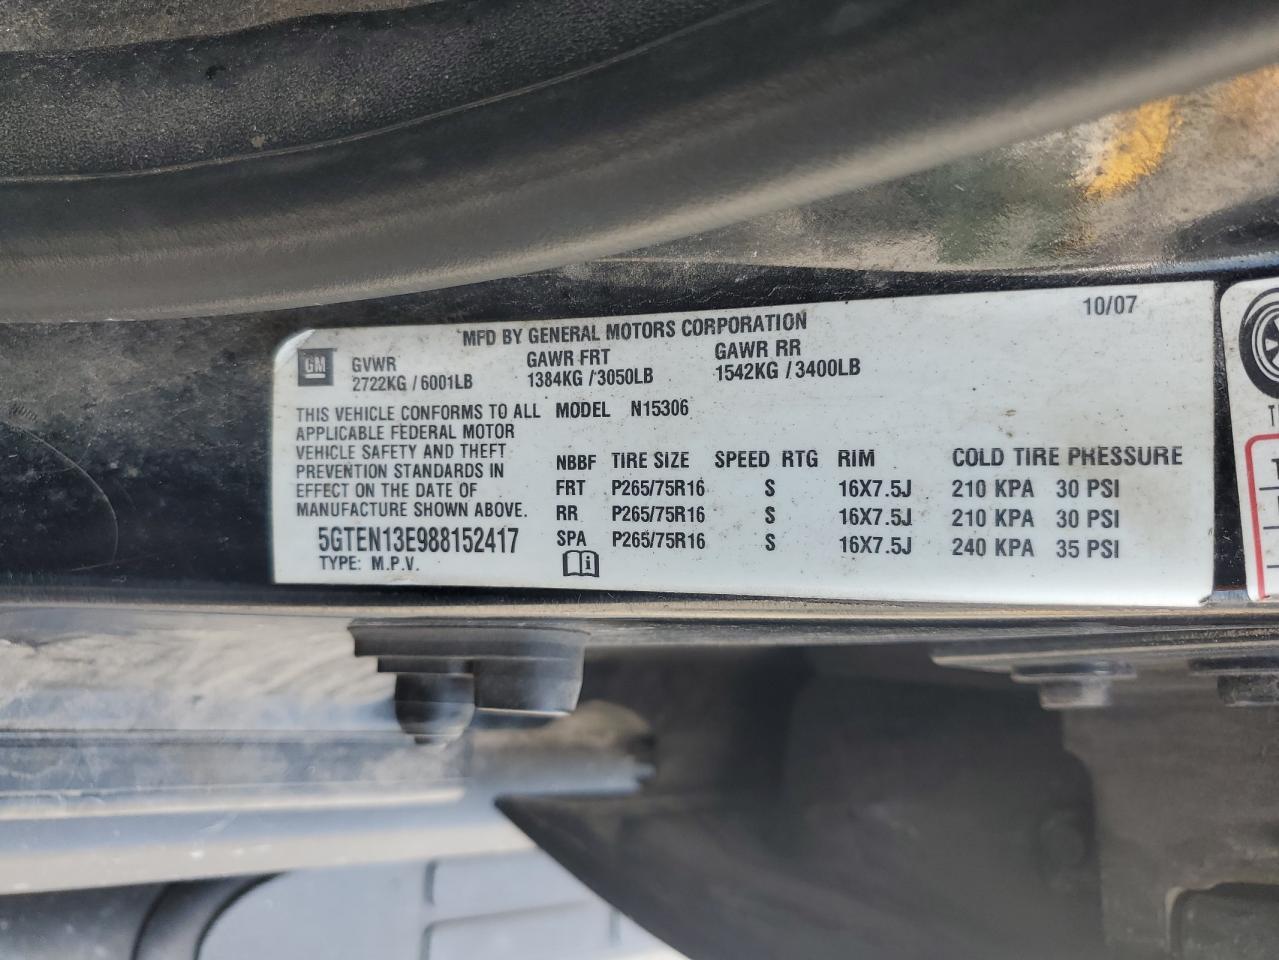 10/07
MFD BY GENERAL MOTORS CORPORATION
GM
GVWR GAWR FRT GAWR RR
2722KG / 6001LB 1384KG / 3050LB 1542KG / 3400LB
THIS VEHICLE CONFORMS TO ALL
APPLICABLE FEDERAL MOTOR
VEHICLE SAFETY AND THEFT
PREVENTION STANDARDS IN
EFFECT ON THE DATE OF
MANUFACTURE SHOWN ABOVE.
5GTEN13E988152417
TYPE: M.P.V.
MODEL N15306
NBBF TIRE SIZE SPEED RTG RIM COLD TIRE PRESSURE
FRT P265/75R16 S 16X7.5J 210 KPA 30 PSI
RR P265/75R16 S 16X7.5J 210 KPA 30 PSI
SPA P265/75R16 S 16X7.5J 240 KPA 35 PSI